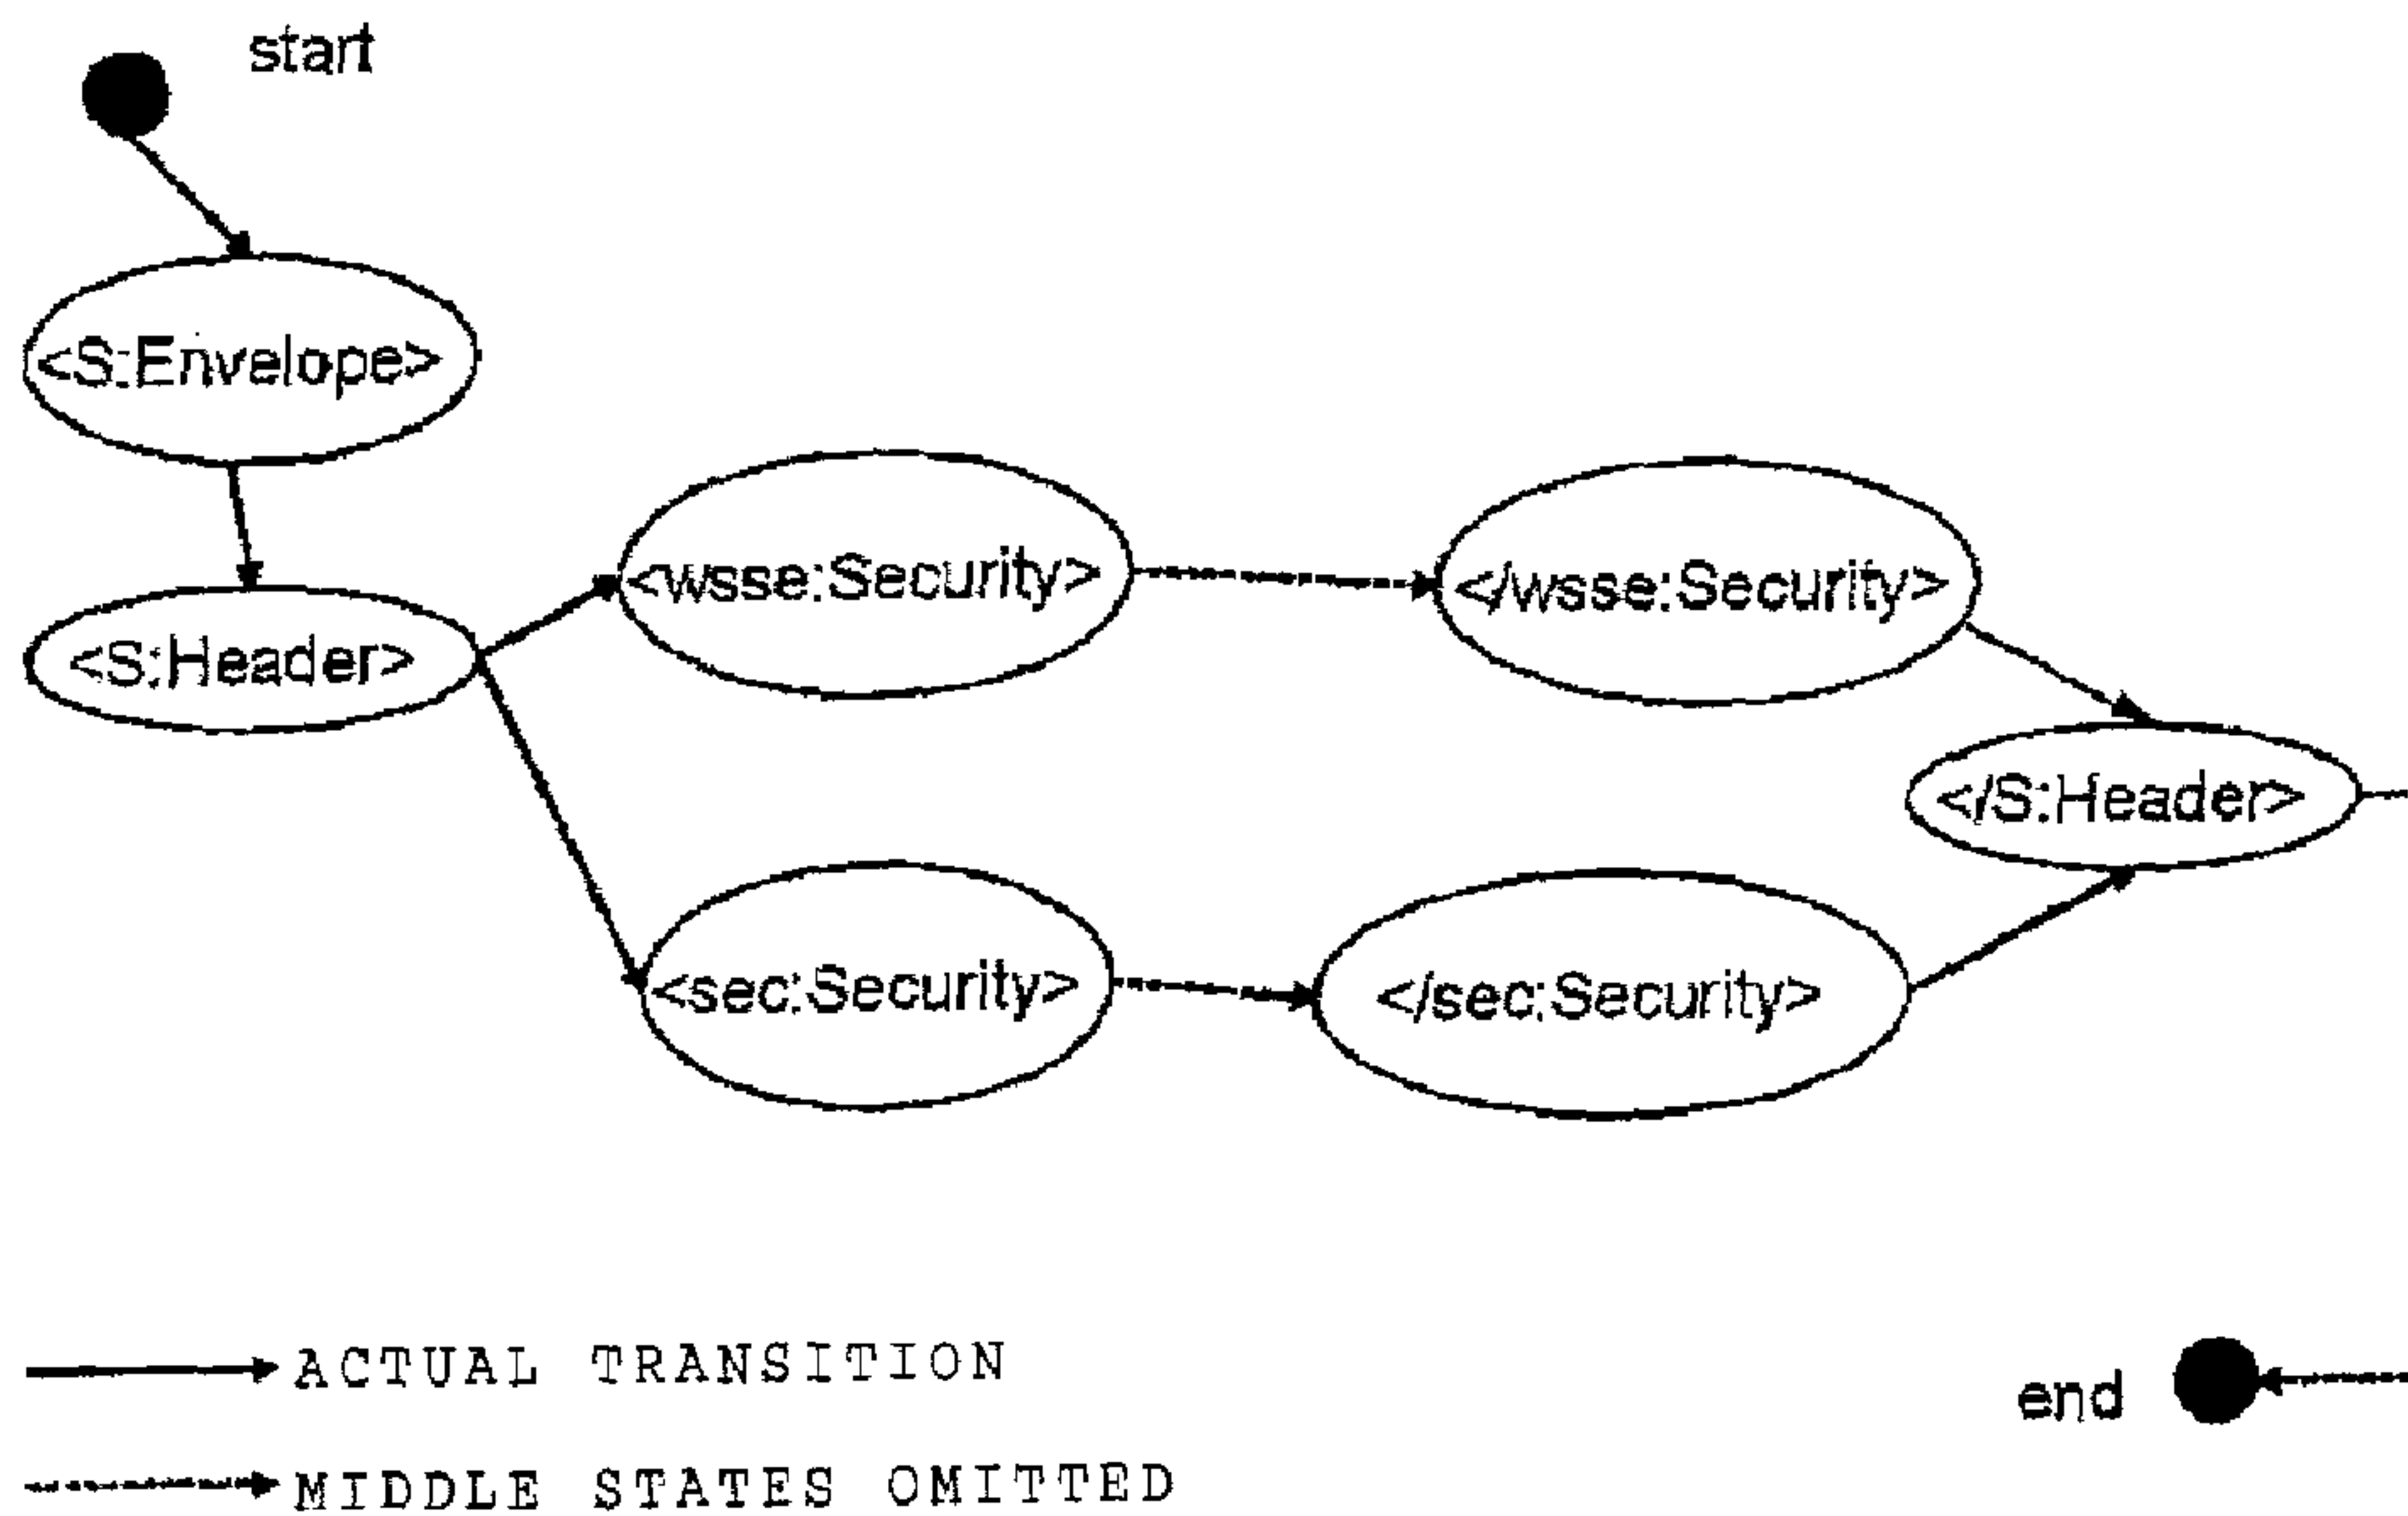 start
<S:Envelope>
<wsse:Security>
</wsse:Security>
<S:Header>
</S:Header>
<sec:Security>
</sec:Security>
ACTUAL TRANSITION
end
MIDDLE STATES OMITTED